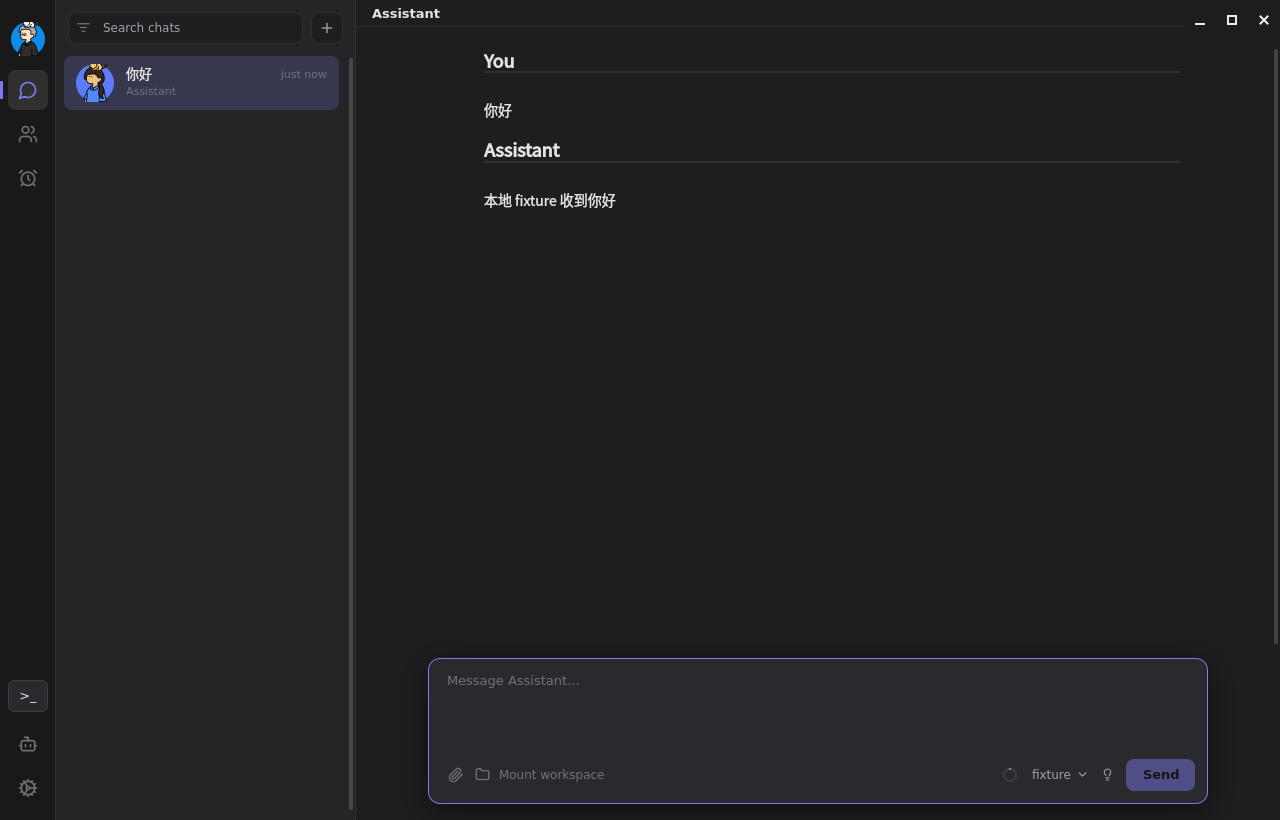 Search chats
你好
just now
Assistant
>_
Assistant
You
你好
Assistant
本地 fixture 收到你好
Message Assistant...
Mount workspace
fixture
Send